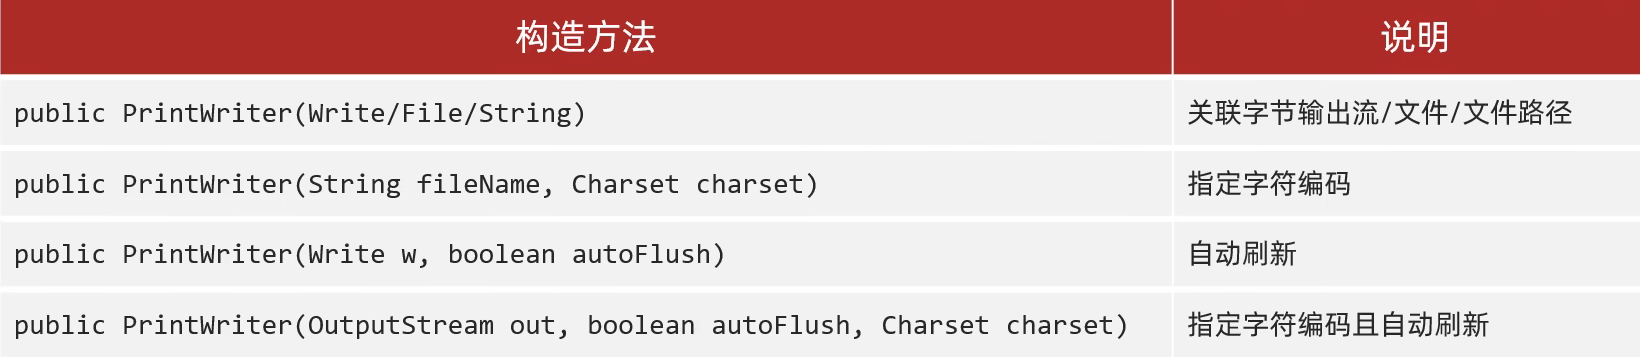 构造方法 说明
public PrintWriter(Write/File/String) 关联字节输出流/文件/文件路径
public PrintWriter(String fileName, Charset charset) 指定字符编码
public PrintWriter(Write w, boolean autoFlush) 自动刷新
public PrintWriter(OutputStream out, boolean autoFlush, Charset charset) 指定字符编码且自动刷新